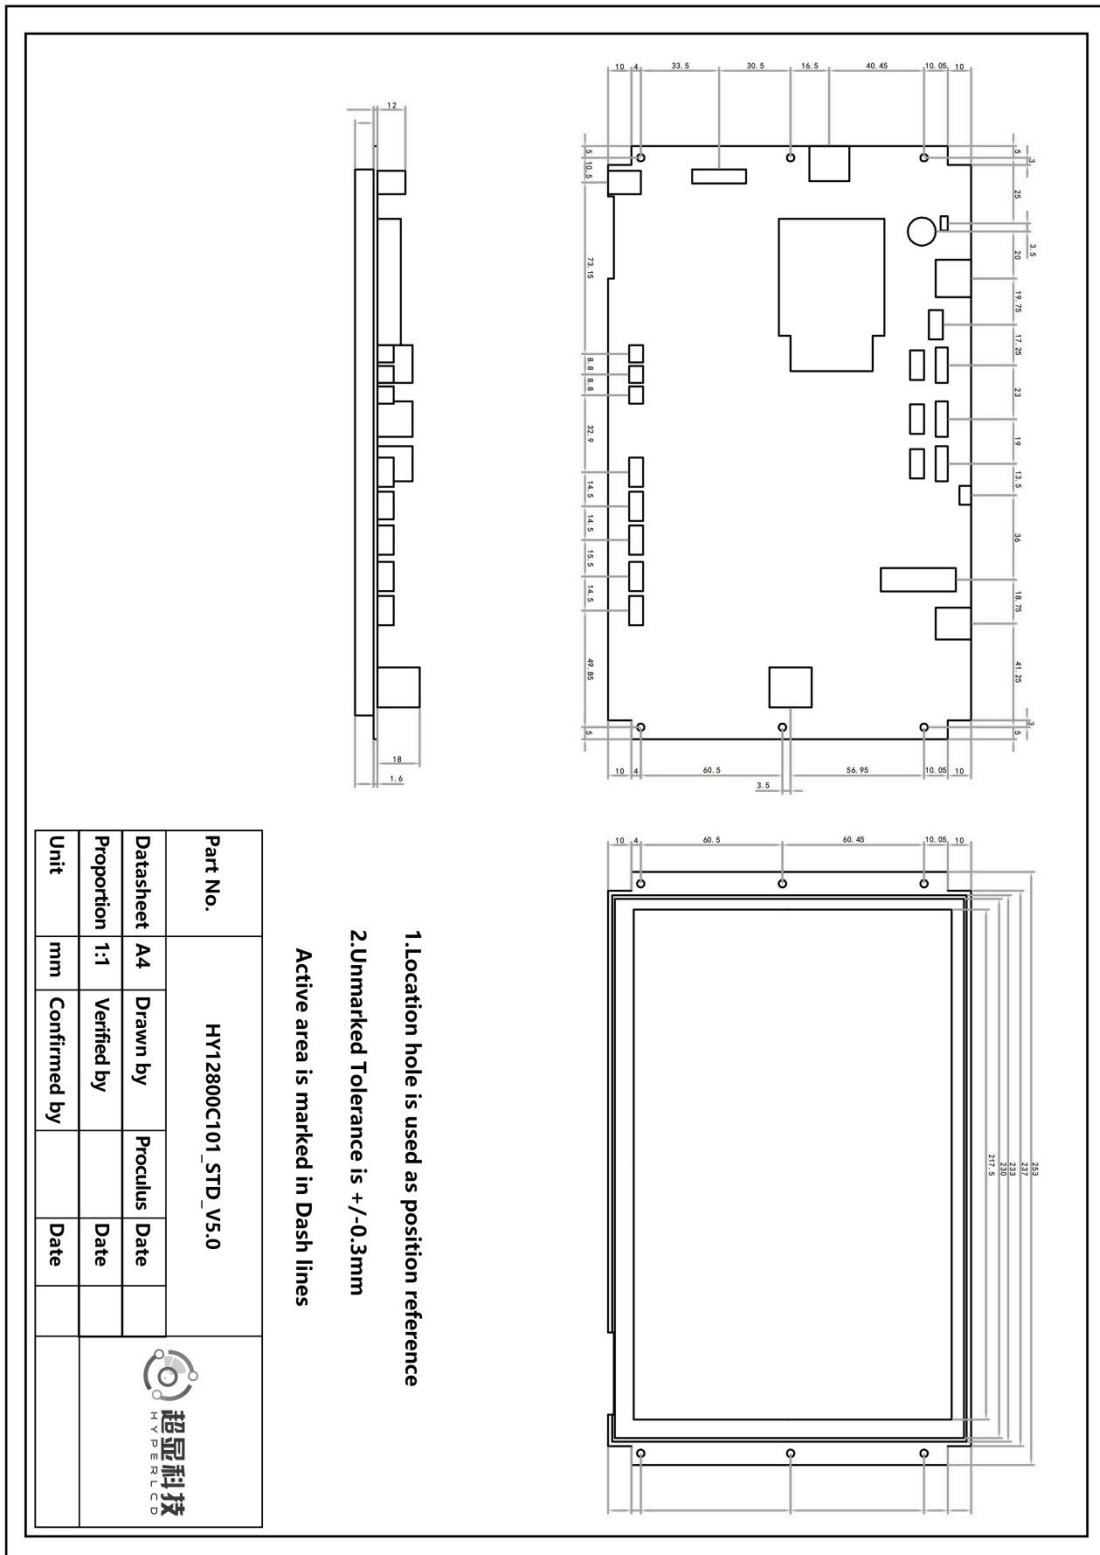 10 4 33.5 30.5 16.5 40.45 10.05 10
12
5
10.5
73.15
8.8
8.8
32.9
14.5
14.5
15.5
14.5
49.85
5
5
3
25
3.5
20
19.75
17.25
23
19
13.5
36
18.75
41.25
3
5
18
1.6
10 4 60.5 3.5 56.95 10.05 10
10 4 60.5 60.45 10.05 10
253
237
233
230
217.5
1.Location hole is used as position reference
2.Unmarked Tolerance is +/-0.3mm
Active area is marked in Dash lines
Part No. HY12800C101_STD_V5.0
Datasheet A4 Drawn by Proculus Date
Proportion 1:1 Verified by Date
Unit mm Confirmed by Date
超显科技
HYPERLCD